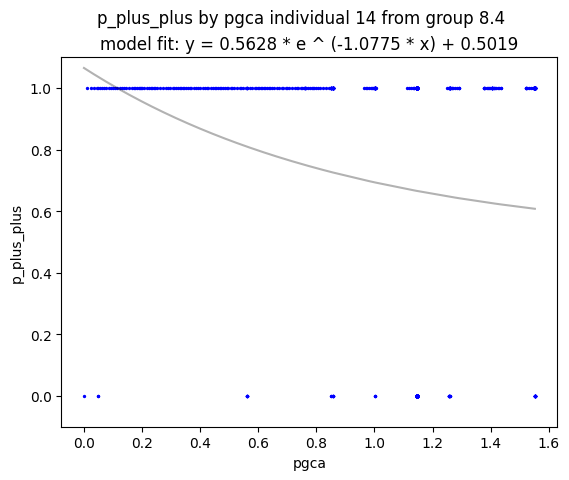 p_plus_plus by pgca individual 14 from group 8.4
model fit: y = 0.5628 * e ^ (-1.0775 * x) + 0.5019
1.0
0.8
0.6
0.4
0.2
0.0
p_plus_plus
0.0 0.2 0.4 0.6 0.8 1.0 1.2 1.4 1.6
pgca